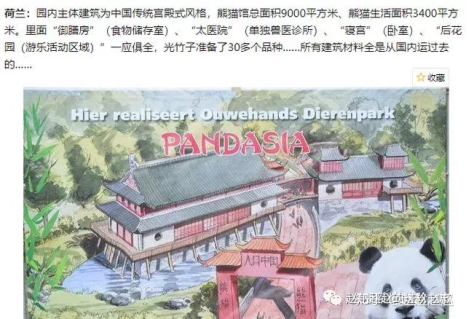 荷兰：园内主体建筑为中国传统宫殿式风格，熊猫馆总面积9000平方米、熊猫生活面积3400平方
米。里面“御膳房”（食物储存室）、“太医院”（单独兽医诊所）、“寝宫”（卧室）、“后花
园（游乐活动区域）”一应俱全，光竹子准备了30多个品种……所有建筑材料全是从国内运过去
的……
☆收藏
Hier realiseert Ouwehands Dierenpark
PANDASIA